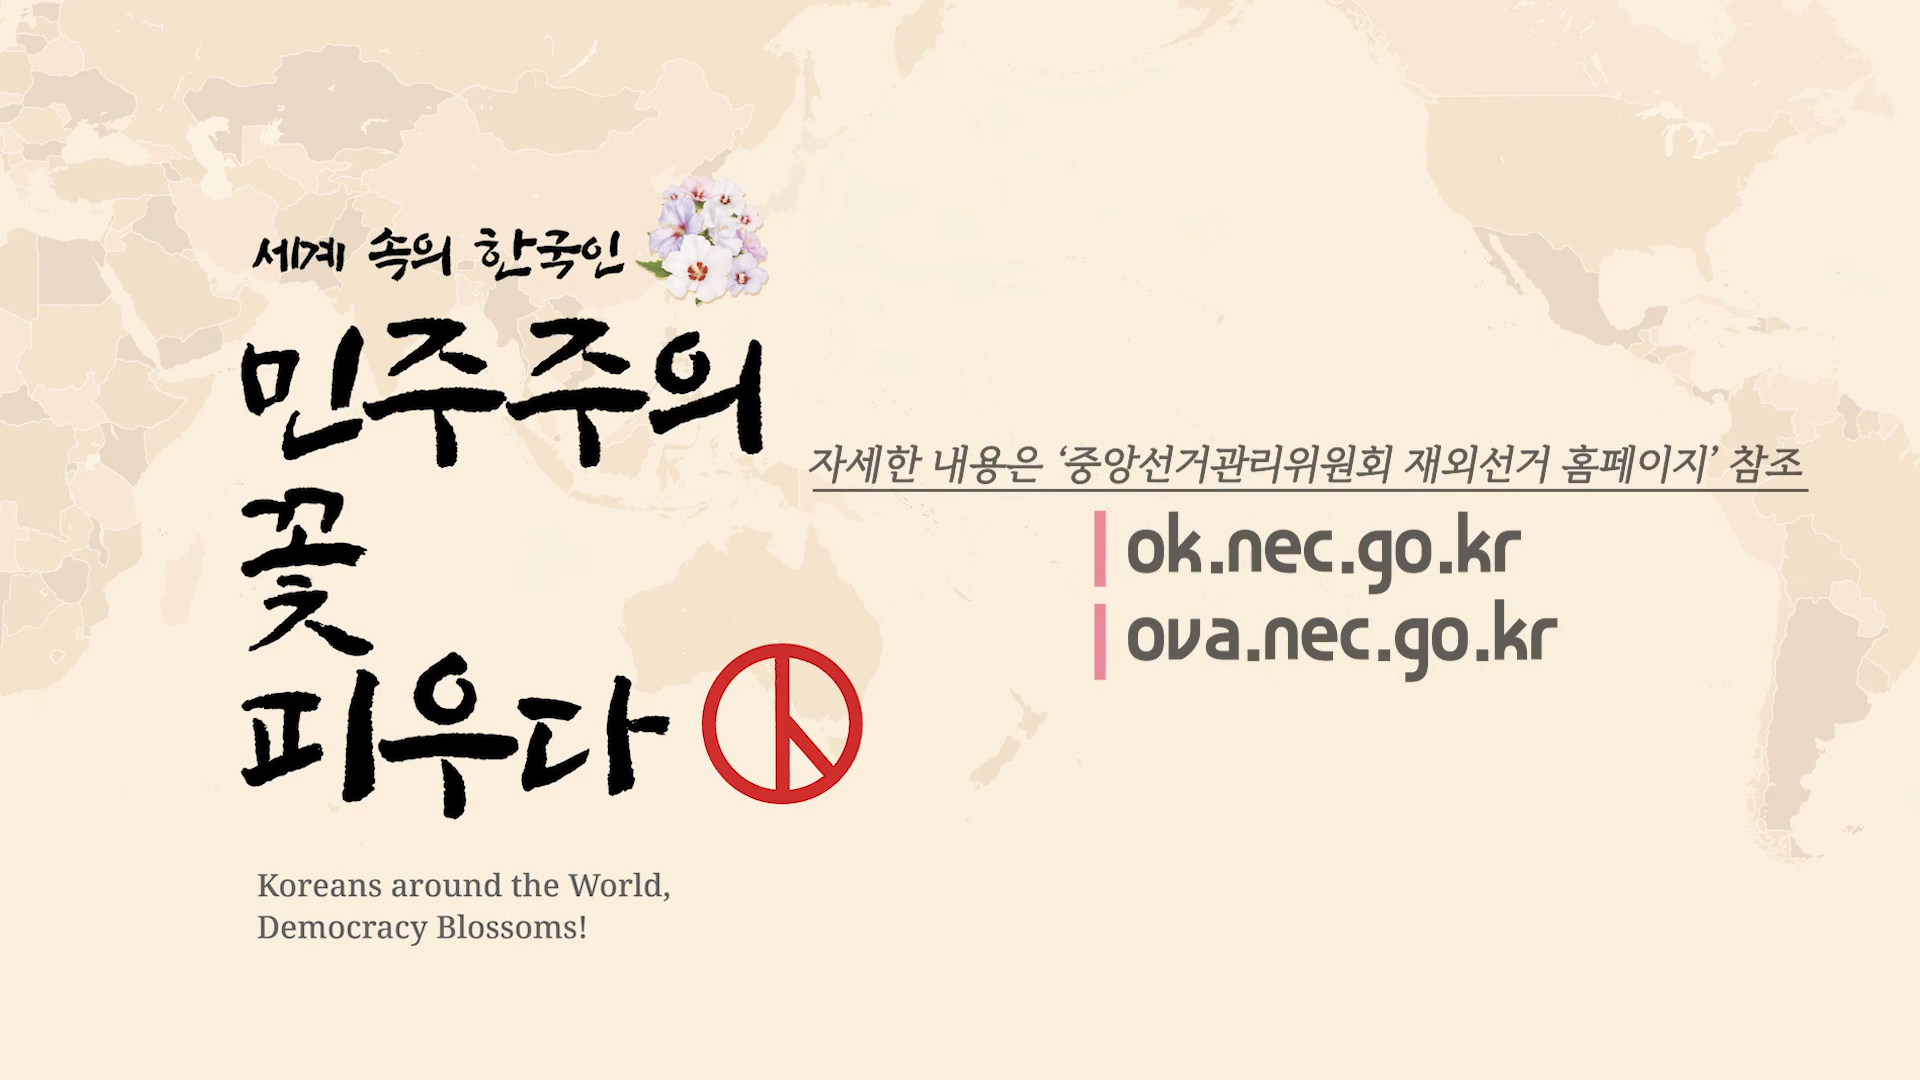 세계 속의 한국인
민주주의
꽃
피우다
Koreans around the World,
Democracy Blossoms!
자세한 내용은 ‘중앙선거관리위원회 재외선거 홈페이지’ 참조
ok.nec.go.kr
ova.nec.go.kr